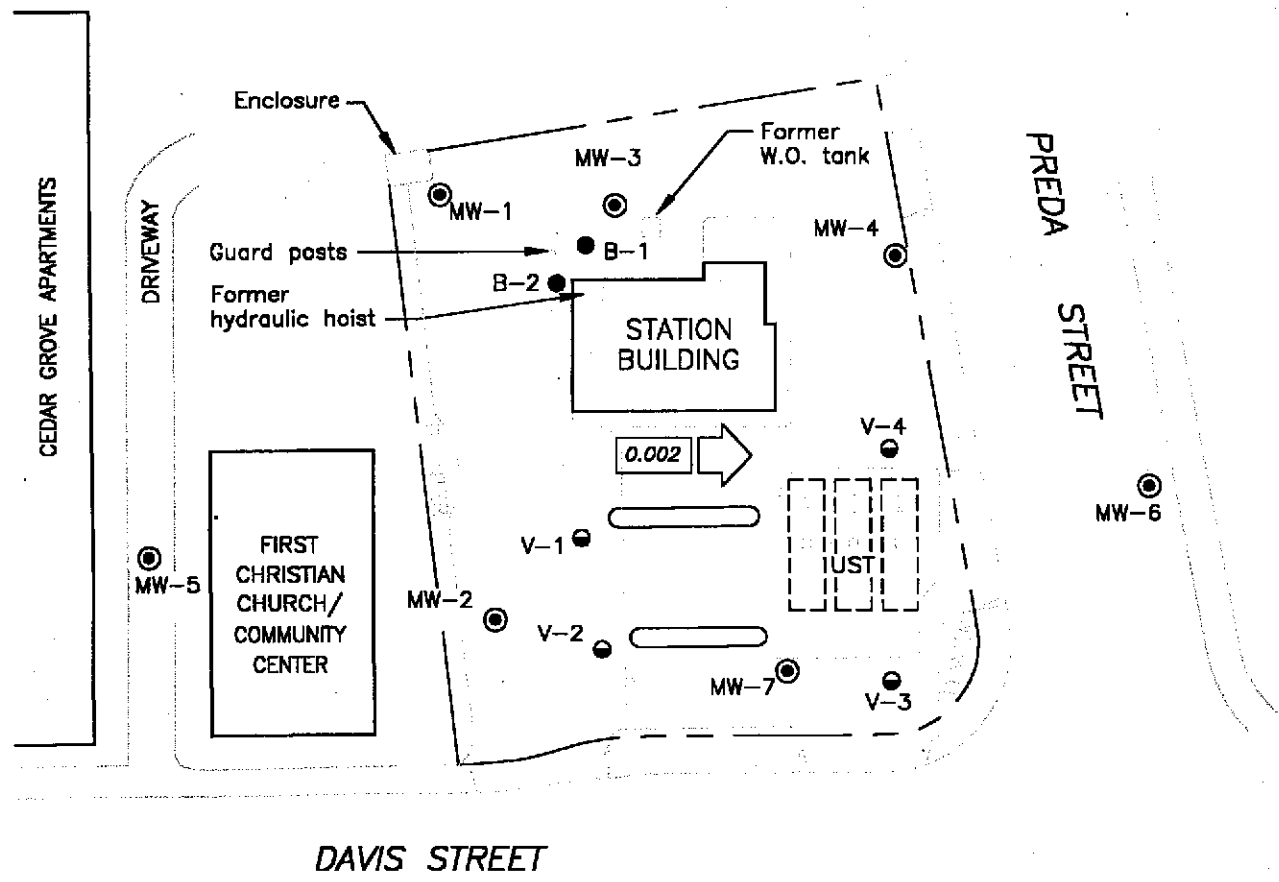 Enclosure
Former
W.O. tank
MW-3
PREDA
STREET
MW-1
MW-4
CEDAR GROVE APARTMENTS
DRIVEWAY
Guard posts
B-1
B-2
Former
hydraulic hoist
STATION
BUILDING
0.002
V-4
MW-6
V-1
UST
FIRST
CHRISTIAN
CHURCH/
COMMUNITY
CENTER
MW-5
MW-2
V-2
MW-7
V-3
DAVIS STREET